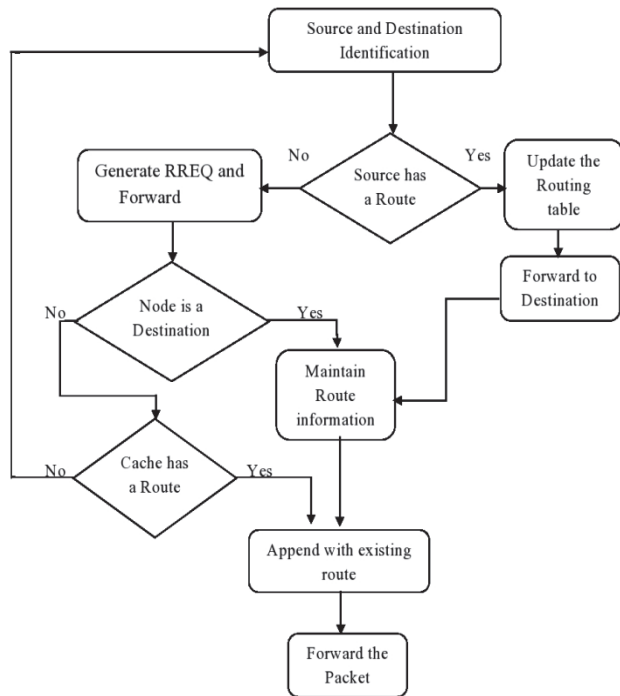 Source and Destination
Identification
No
Yes
Source has
a Route
Generate RREQ and
Forward
Update the
Routing
table
Forward to
Destination
No
Node is a
Destination
Yes
Maintain
Route
information
No
Cache has
a Route
Yes
Append with existing
route
Forward the
Packet